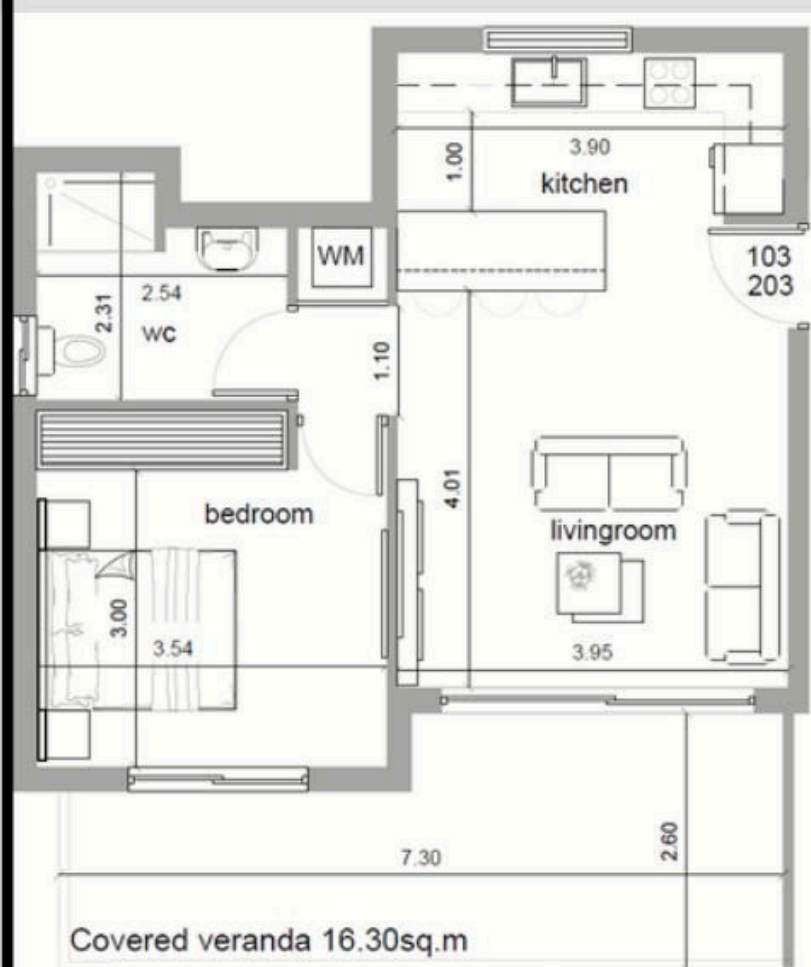 3.90
1.00
kitchen
WM
103
203
2.54
2.31
wc
1.10
4.01
bedroom
livingroom
3.00
3.54
3.95
7.30
2.60
Covered veranda 16.30sq.m